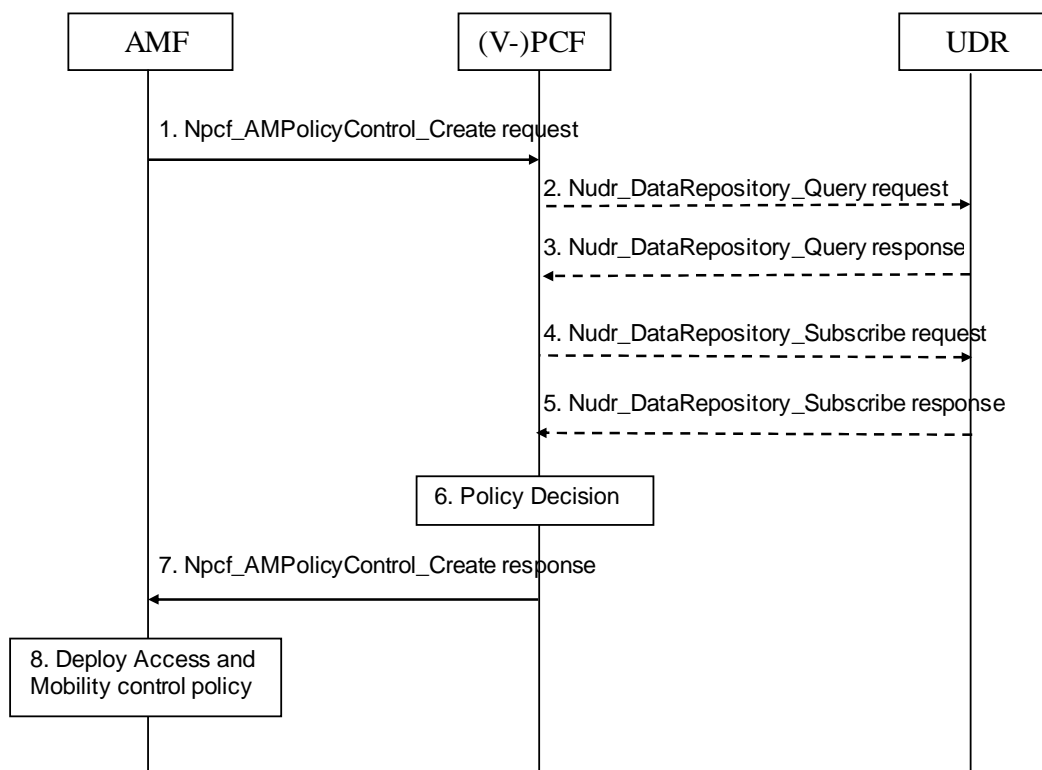 AMF
(V-)PCF
UDR
1. Npcf_AMPolicyControl_Create request
2. Nudr_DataRepository_Query request
3. Nudr_DataRepository_Query response
4. Nudr_DataRepository_Subscribe request
5. Nudr_DataRepository_Subscribe response
6. Policy Decision
7. Npcf_AMPolicyControl_Create response
8. Deploy Access and
Mobility control policy